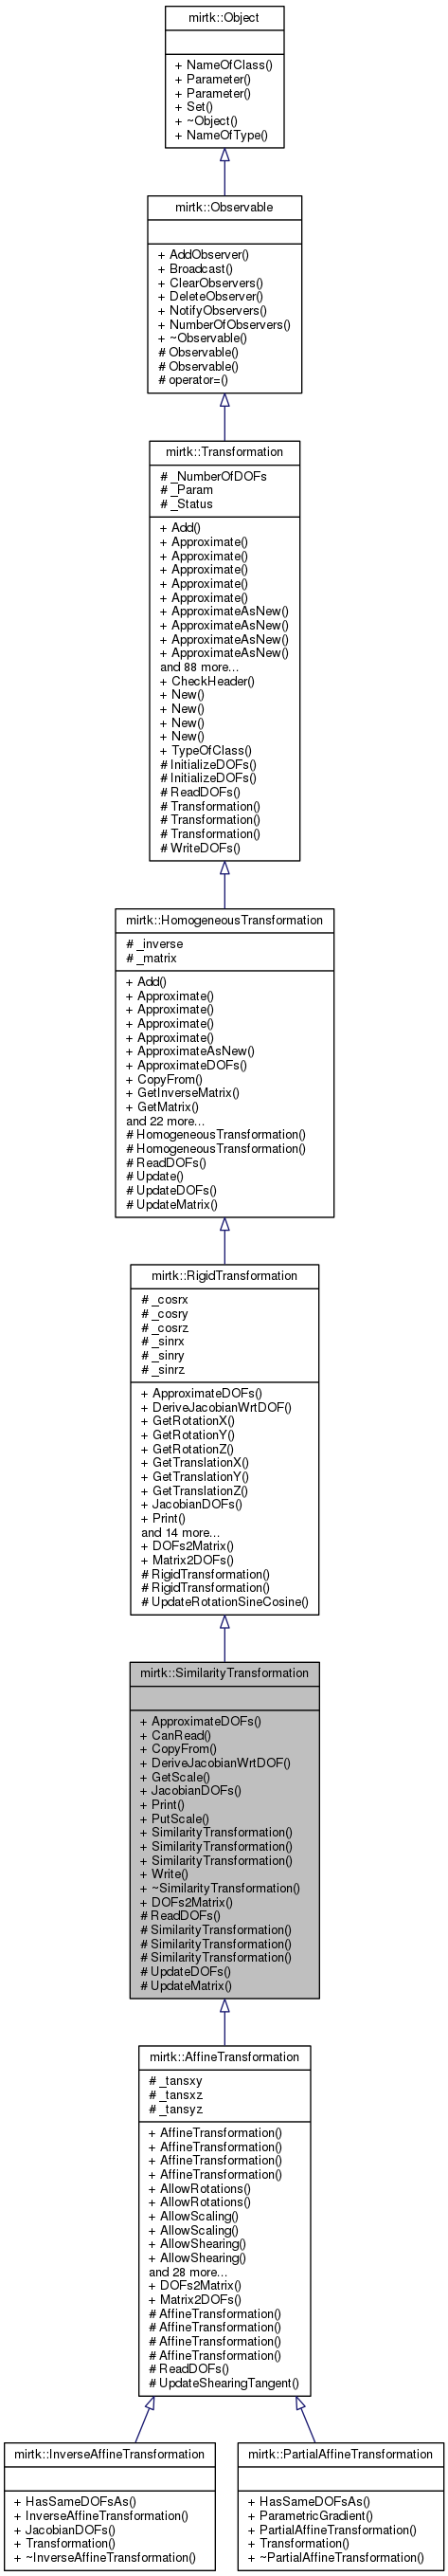 mirtk::Object
+ NameOfClass()
+ Parameter()
+ Parameter()
+ Set()
+ ~Object()
+ NameOfType()
mirtk::Observable
+ AddObserver()
+ Broadcast()
+ ClearObservers()
+ DeleteObserver()
+ NotifyObservers()
+ NumberOfObservers()
+ ~Observable()
# Observable()
# Observable()
# operator=()
mirtk::Transformation
# _NumberOfDOFs
# _Param
# _Status
+ Add()
+ Approximate()
+ Approximate()
+ Approximate()
+ Approximate()
+ Approximate()
+ ApproximateAsNew()
+ ApproximateAsNew()
+ ApproximateAsNew()
+ ApproximateAsNew()
and 88 more...
+ CheckHeader()
+ New()
+ New()
+ New()
+ New()
+ TypeOfClass()
# InitializeDOFs()
# InitializeDOFs()
# ReadDOFs()
# Transformation()
# Transformation()
# Transformation()
# WriteDOFs()
mirtk::HomogeneousTransformation
# _inverse
# _matrix
+ Add()
+ Approximate()
+ Approximate()
+ Approximate()
+ Approximate()
+ ApproximateAsNew()
+ ApproximateDOFs()
+ CopyFrom()
+ GetInverseMatrix()
+ GetMatrix()
and 22 more...
# HomogeneousTransformation()
# HomogeneousTransformation()
# ReadDOFs()
# Update()
# UpdateDOFs()
# UpdateMatrix()
mirtk::RigidTransformation
# _cosrx
# _cosry
# _cosrz
# _sinrx
# _sinry
# _sinrz
+ ApproximateDOFs()
+ DeriveJacobianWrtDOF()
+ GetRotationX()
+ GetRotationY()
+ GetRotationZ()
+ GetTranslationX()
+ GetTranslationY()
+ GetTranslationZ()
+ JacobianDOFs()
+ Print()
and 14 more...
+ DOFs2Matrix()
+ Matrix2DOFs()
# RigidTransformation()
# RigidTransformation()
# UpdateRotationSineCosine()
mirtk::SimilarityTransformation
+ ApproximateDOFs()
+ CanRead()
+ CopyFrom()
+ DeriveJacobianWrtDOF()
+ GetScale()
+ JacobianDOFs()
+ Print()
+ PutScale()
+ SimilarityTransformation()
+ SimilarityTransformation()
+ SimilarityTransformation()
+ Write()
+ ~SimilarityTransformation()
+ DOFs2Matrix()
# ReadDOFs()
# SimilarityTransformation()
# SimilarityTransformation()
# SimilarityTransformation()
# UpdateDOFs()
# UpdateMatrix()
mirtk::AffineTransformation
# _tansxy
# _tansxz
# _tansyz
+ AffineTransformation()
+ AffineTransformation()
+ AffineTransformation()
+ AffineTransformation()
+ AllowRotations()
+ AllowRotations()
+ AllowScaling()
+ AllowScaling()
+ AllowShearing()
+ AllowShearing()
and 28 more...
+ DOFs2Matrix()
+ Matrix2DOFs()
# AffineTransformation()
# AffineTransformation()
# AffineTransformation()
# AffineTransformation()
# ReadDOFs()
# UpdateShearingTangent()
mirtk::InverseAffineTransformation
+ HasSameDOFsAs()
+ InverseAffineTransformation()
+ JacobianDOFs()
+ Transformation()
+ ~InverseAffineTransformation()
mirtk::PartialAffineTransformation
+ HasSameDOFsAs()
+ ParametricGradient()
+ PartialAffineTransformation()
+ Transformation()
+ ~PartialAffineTransformation()